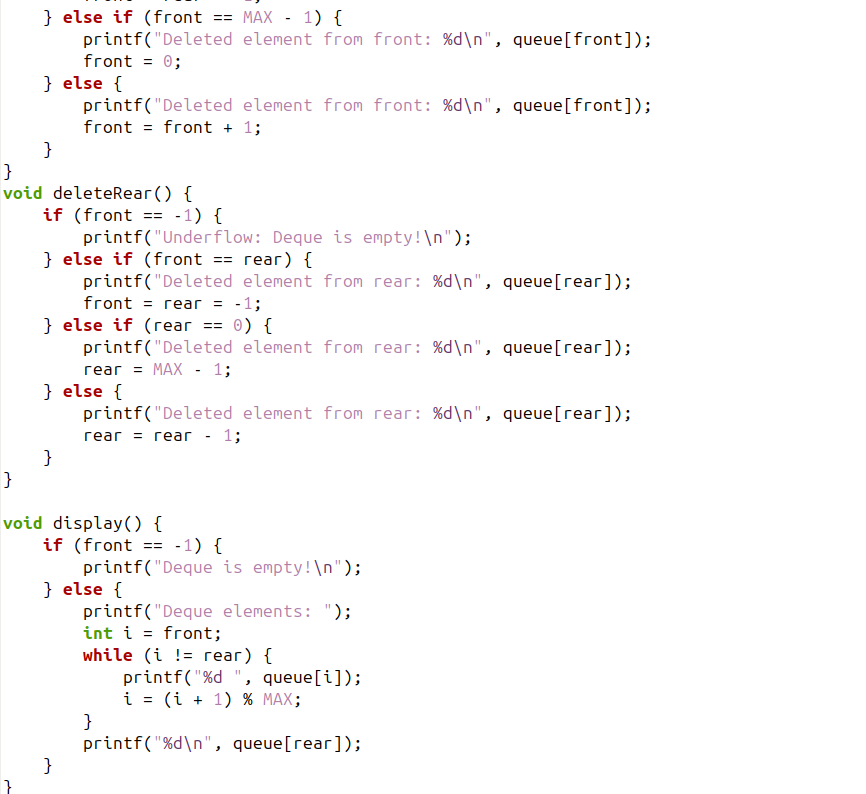 } else if (front == MAX - 1) {
        printf("Deleted element from front: %d\n", queue[front]);
        front = 0;
    } else {
        printf("Deleted element from front: %d\n", queue[front]);
        front = front + 1;
    }
}
void deleteRear() {
    if (front == -1) {
        printf("Underflow: Deque is empty!\n");
    } else if (front == rear) {
        printf("Deleted element from rear: %d\n", queue[rear]);
        front = rear = -1;
    } else if (rear == 0) {
        printf("Deleted element from rear: %d\n", queue[rear]);
        rear = MAX - 1;
    } else {
        printf("Deleted element from rear: %d\n", queue[rear]);
        rear = rear - 1;
    }
}

void display() {
    if (front == -1) {
        printf("Deque is empty!\n");
    } else {
        printf("Deque elements: ");
        int i = front;
        while (i != rear) {
            printf("%d ", queue[i]);
            i = (i + 1) % MAX;
        }
        printf("%d\n", queue[rear]);
    }
}